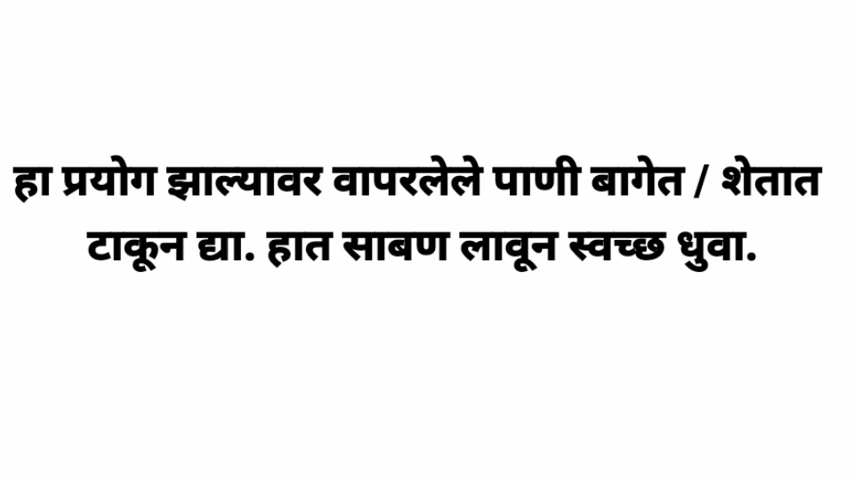 हा प्रयोग झाल्यावर वापरलेले पाणी बागेत / शेतात
टाकून द्या. हात साबण लावून स्वच्छ धुवा.